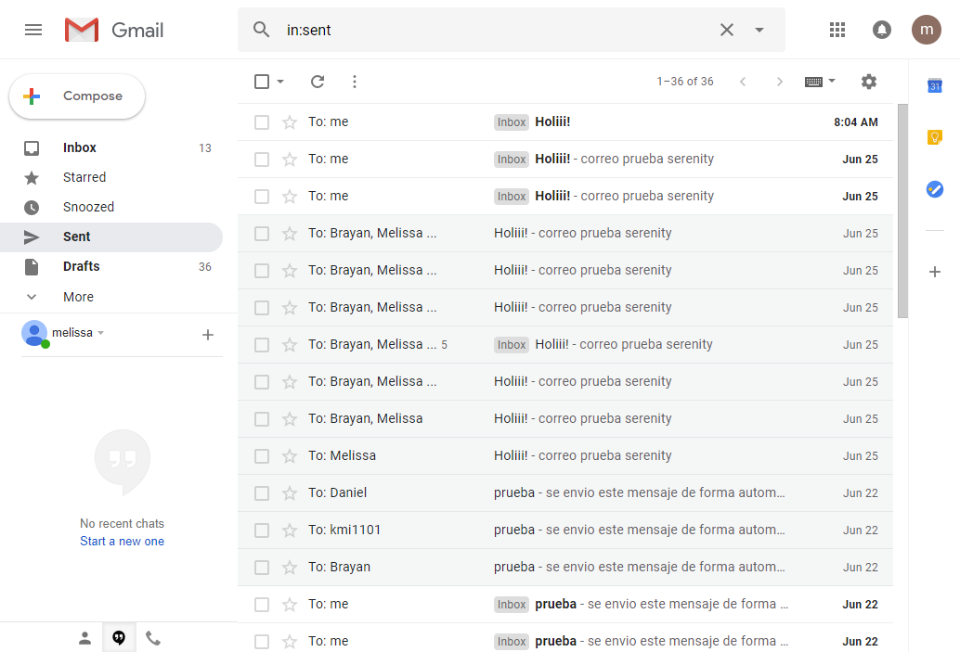 Gmail
in:sent
m
Compose
1–36 of 36
31
Inbox 13
Starred
Snoozed
Sent
Drafts 36
More
melissa
No recent chats
Start a new one
To: me Inbox Holiii! 8:04 AM
To: me Inbox Holiii! - correo prueba serenity Jun 25
To: me Inbox Holiii! - correo prueba serenity Jun 25
To: Brayan, Melissa ... Holiii! - correo prueba serenity Jun 25
To: Brayan, Melissa ... Holiii! - correo prueba serenity Jun 25
To: Brayan, Melissa ... Holiii! - correo prueba serenity Jun 25
To: Brayan, Melissa ... 5 Inbox Holiii! - correo prueba serenity Jun 25
To: Brayan, Melissa ... Holiii! - correo prueba serenity Jun 25
To: Brayan, Melissa Holiii! - correo prueba serenity Jun 25
To: Melissa Holiii! - correo prueba serenity Jun 25
To: Daniel prueba - se envio este mensaje de forma autom… Jun 22
To: kmi1101 prueba - se envio este mensaje de forma autom… Jun 22
To: Brayan prueba - se envio este mensaje de forma autom… Jun 22
To: me Inbox prueba - se envio este mensaje de forma … Jun 22
To: me Inbox prueba - se envio este mensaje de forma … Jun 22